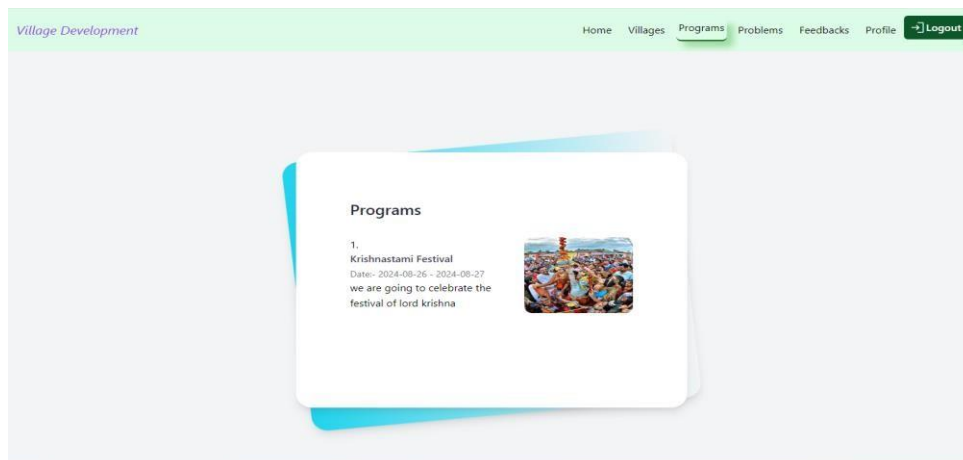 Village Development
Home Villages Programs Problems Feedbacks Profile Logout
Programs
1.
Krishnastami Festival
Date:- 2024-08-26 - 2024-08-27
we are going to celebrate the
festival of lord krishna